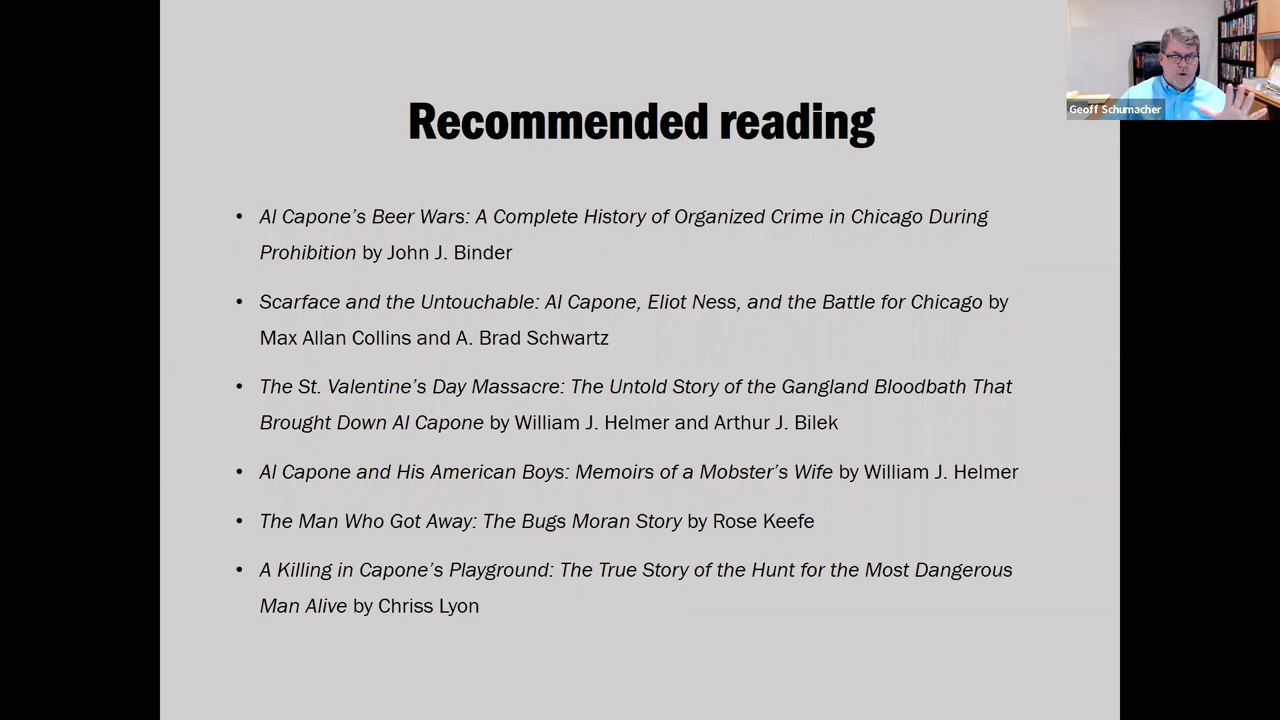 Geoff Schumacher
Recommended reading
• Al Capone’s Beer Wars: A Complete History of Organized Crime in Chicago During
Prohibition by John J. Binder
• Scarface and the Untouchable: Al Capone, Eliot Ness, and the Battle for Chicago by
Max Allan Collins and A. Brad Schwartz
• The St. Valentine’s Day Massacre: The Untold Story of the Gangland Bloodbath That
Brought Down Al Capone by William J. Helmer and Arthur J. Bilek
• Al Capone and His American Boys: Memoirs of a Mobster’s Wife by William J. Helmer
• The Man Who Got Away: The Bugs Moran Story by Rose Keefe
• A Killing in Capone’s Playground: The True Story of the Hunt for the Most Dangerous
Man Alive by Chriss Lyon